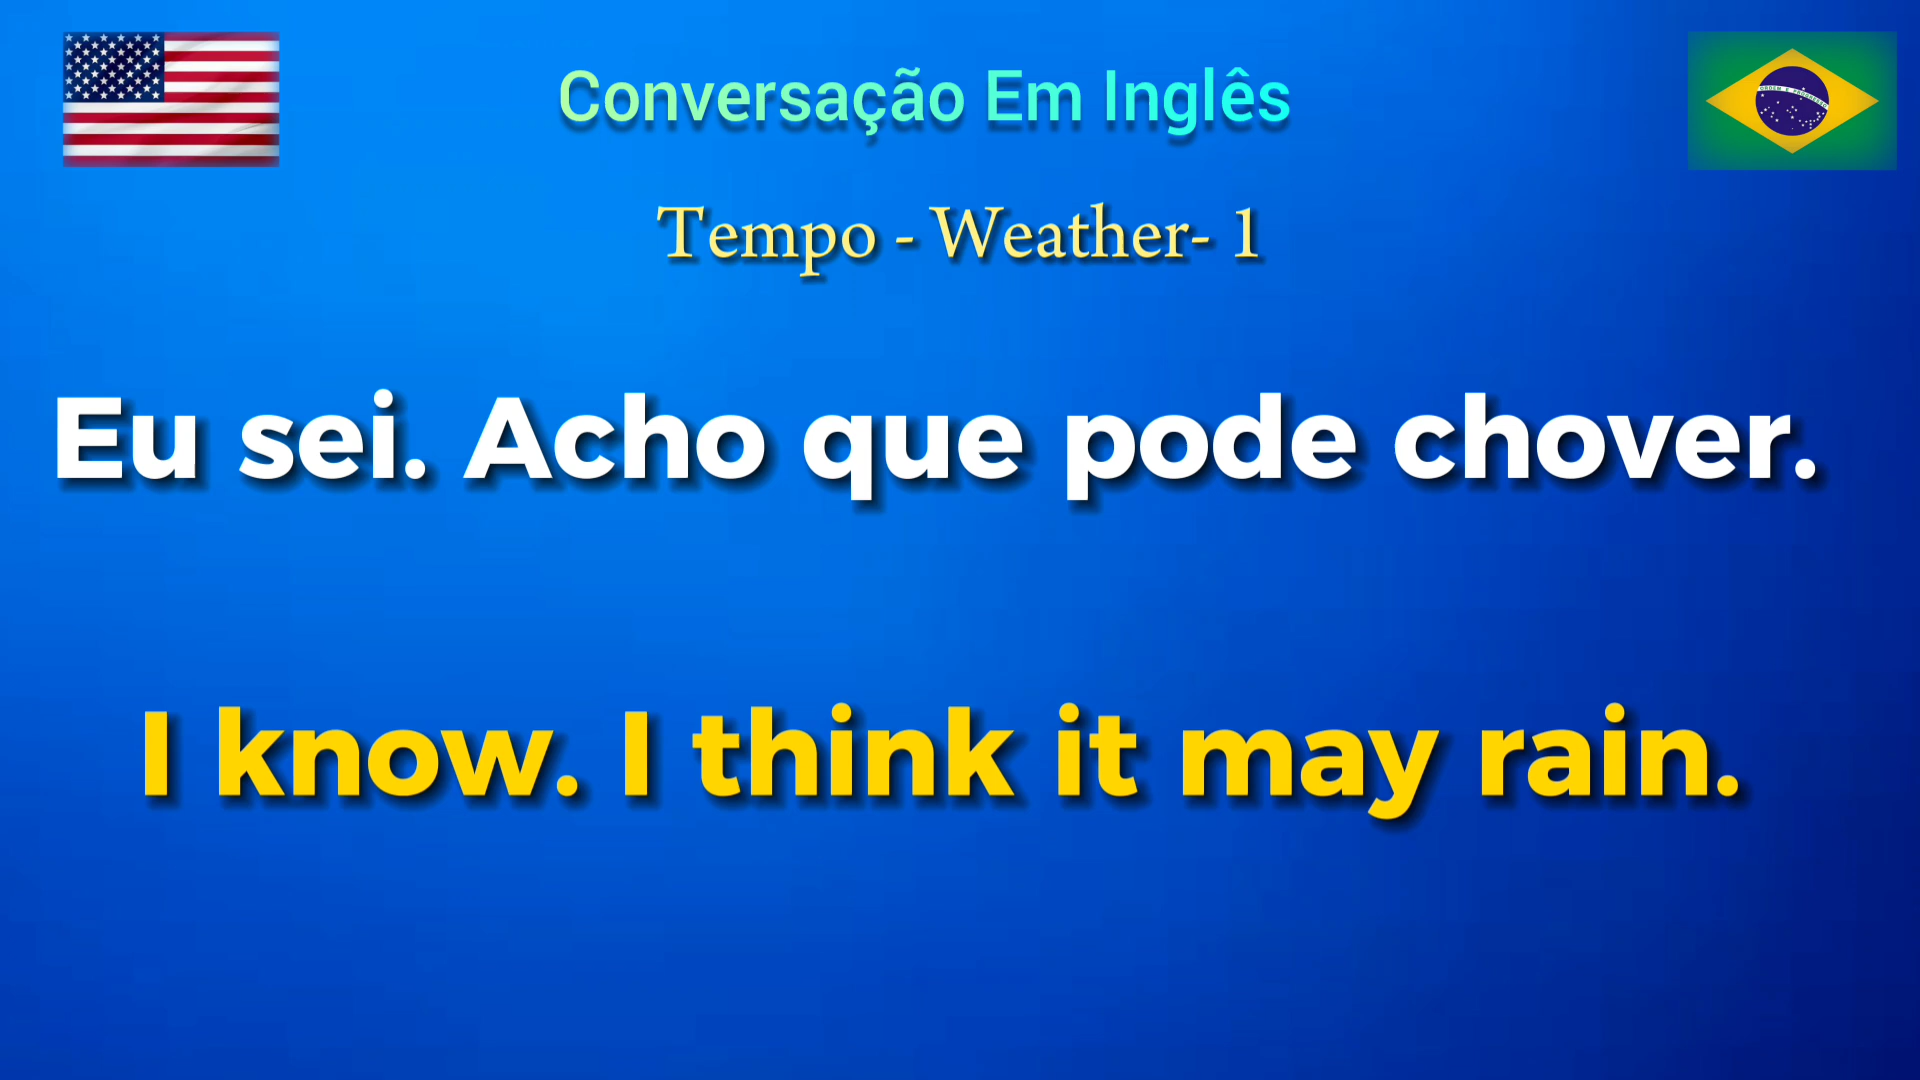 Conversação Em Inglês
Tempo - Weather- 1
Eu sei. Acho que pode chover.
I know. I think it may rain.